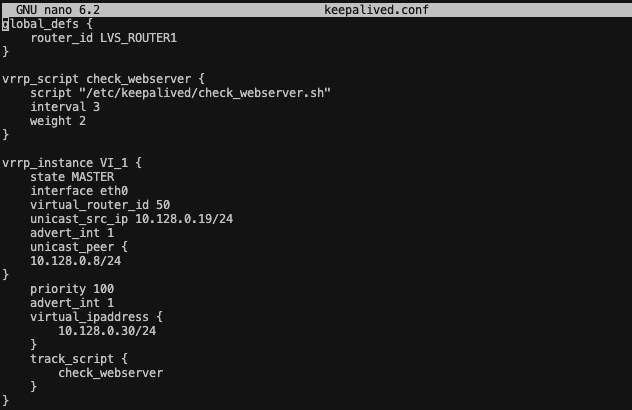 GNU nano 6.2 keepalived.conf
global_defs {
    router_id LVS_ROUTER1
}

vrrp_script check_webserver {
    script "/etc/keepalived/check_webserver.sh"
    interval 3
    weight 2
}

vrrp_instance VI_1 {
    state MASTER
    interface eth0
    virtual_router_id 50
    unicast_src_ip 10.128.0.19/24
    advert_int 1
    unicast_peer {
    10.128.0.8/24
}
    priority 100
    advert_int 1
    virtual_ipaddress {
        10.128.0.30/24
    }
    track_script {
        check_webserver
    }
}